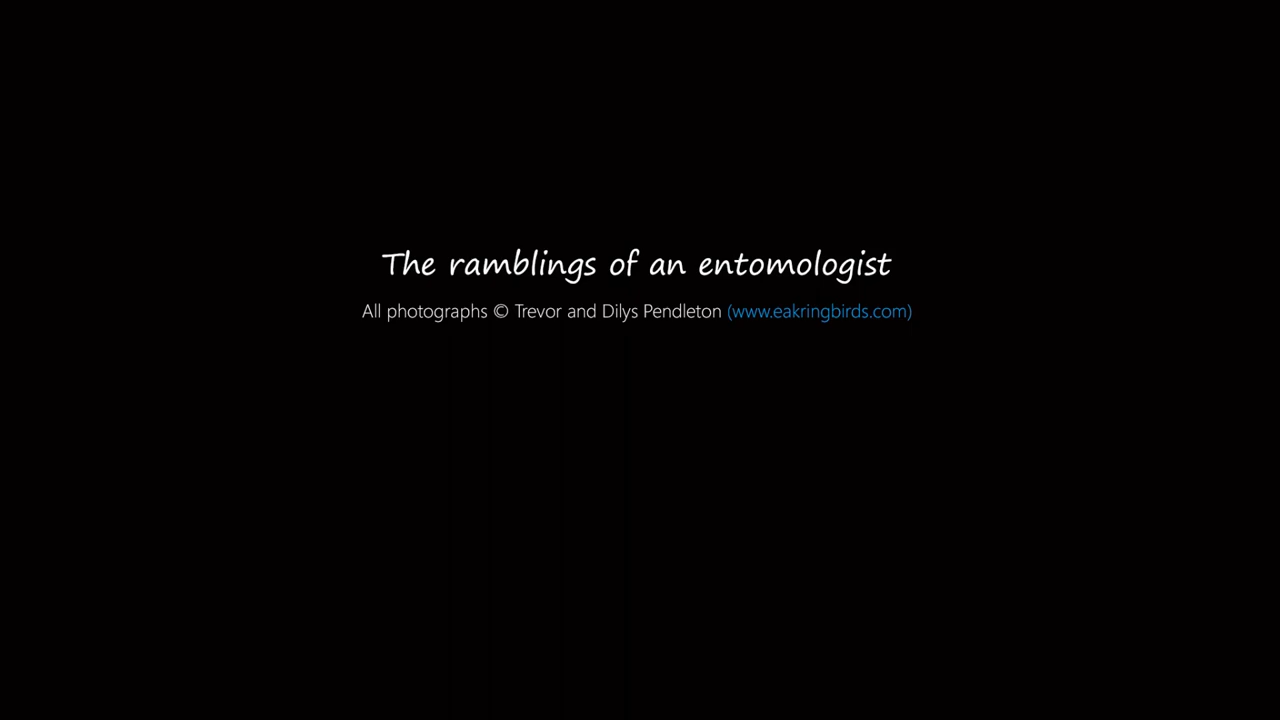 The ramblings of an entomologist
All photographs © Trevor and Dilys Pendleton (www.eakringbirds.com)